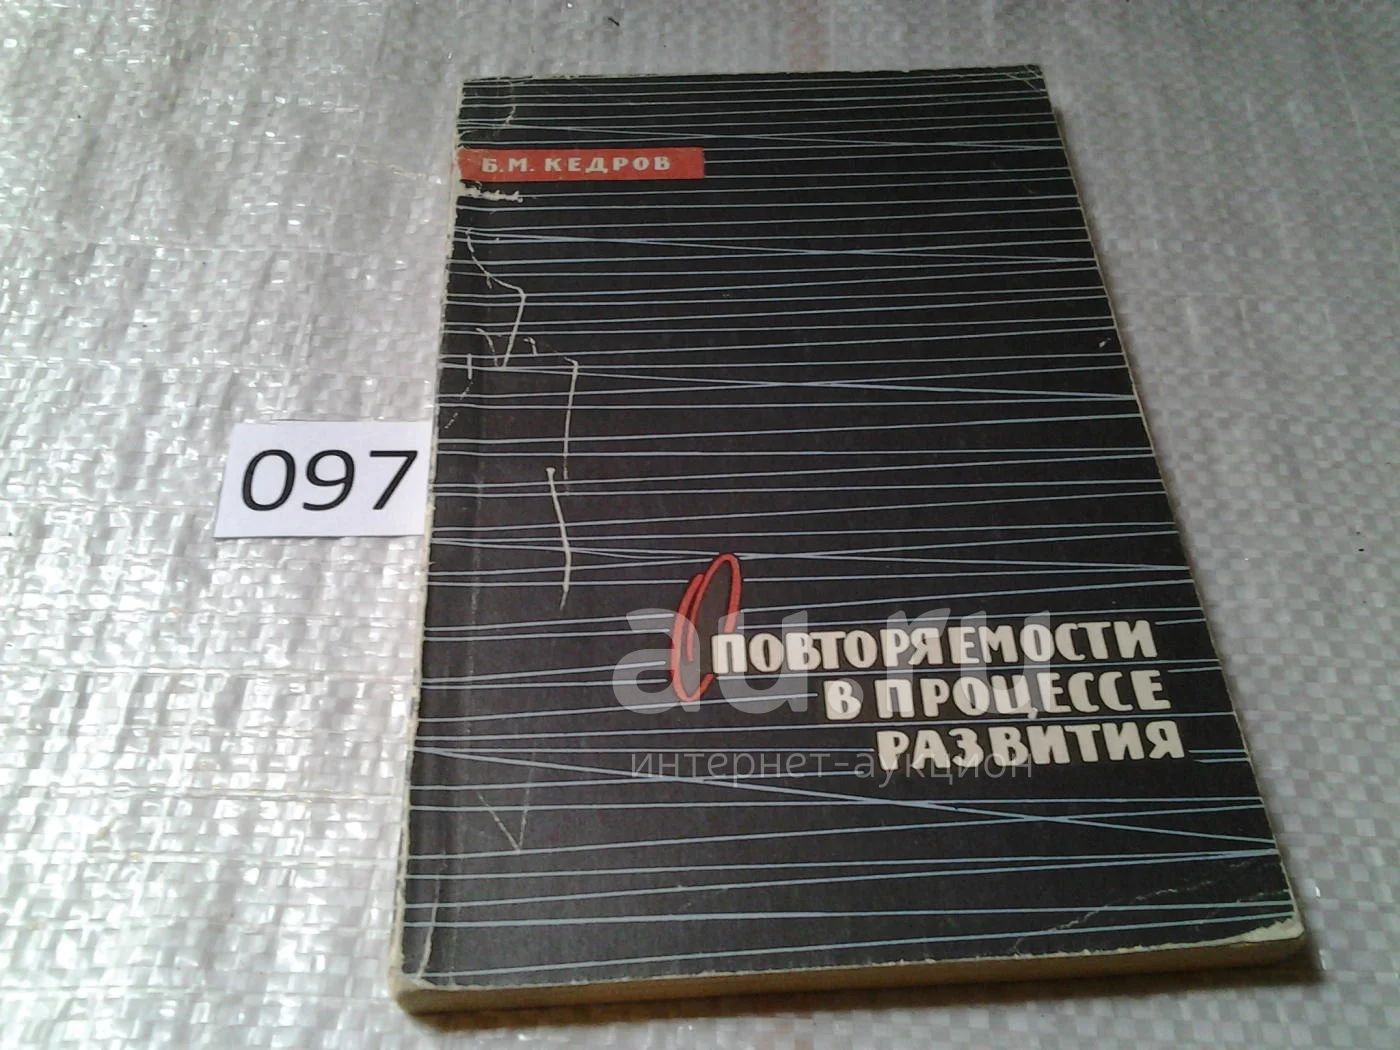 Б.М. КЕДРОВ
097
О ПОВТОРЯЕМОСТИ
В ПРОЦЕССЕ
РАЗВИТИЯ
au.ru
интернет-аукцион